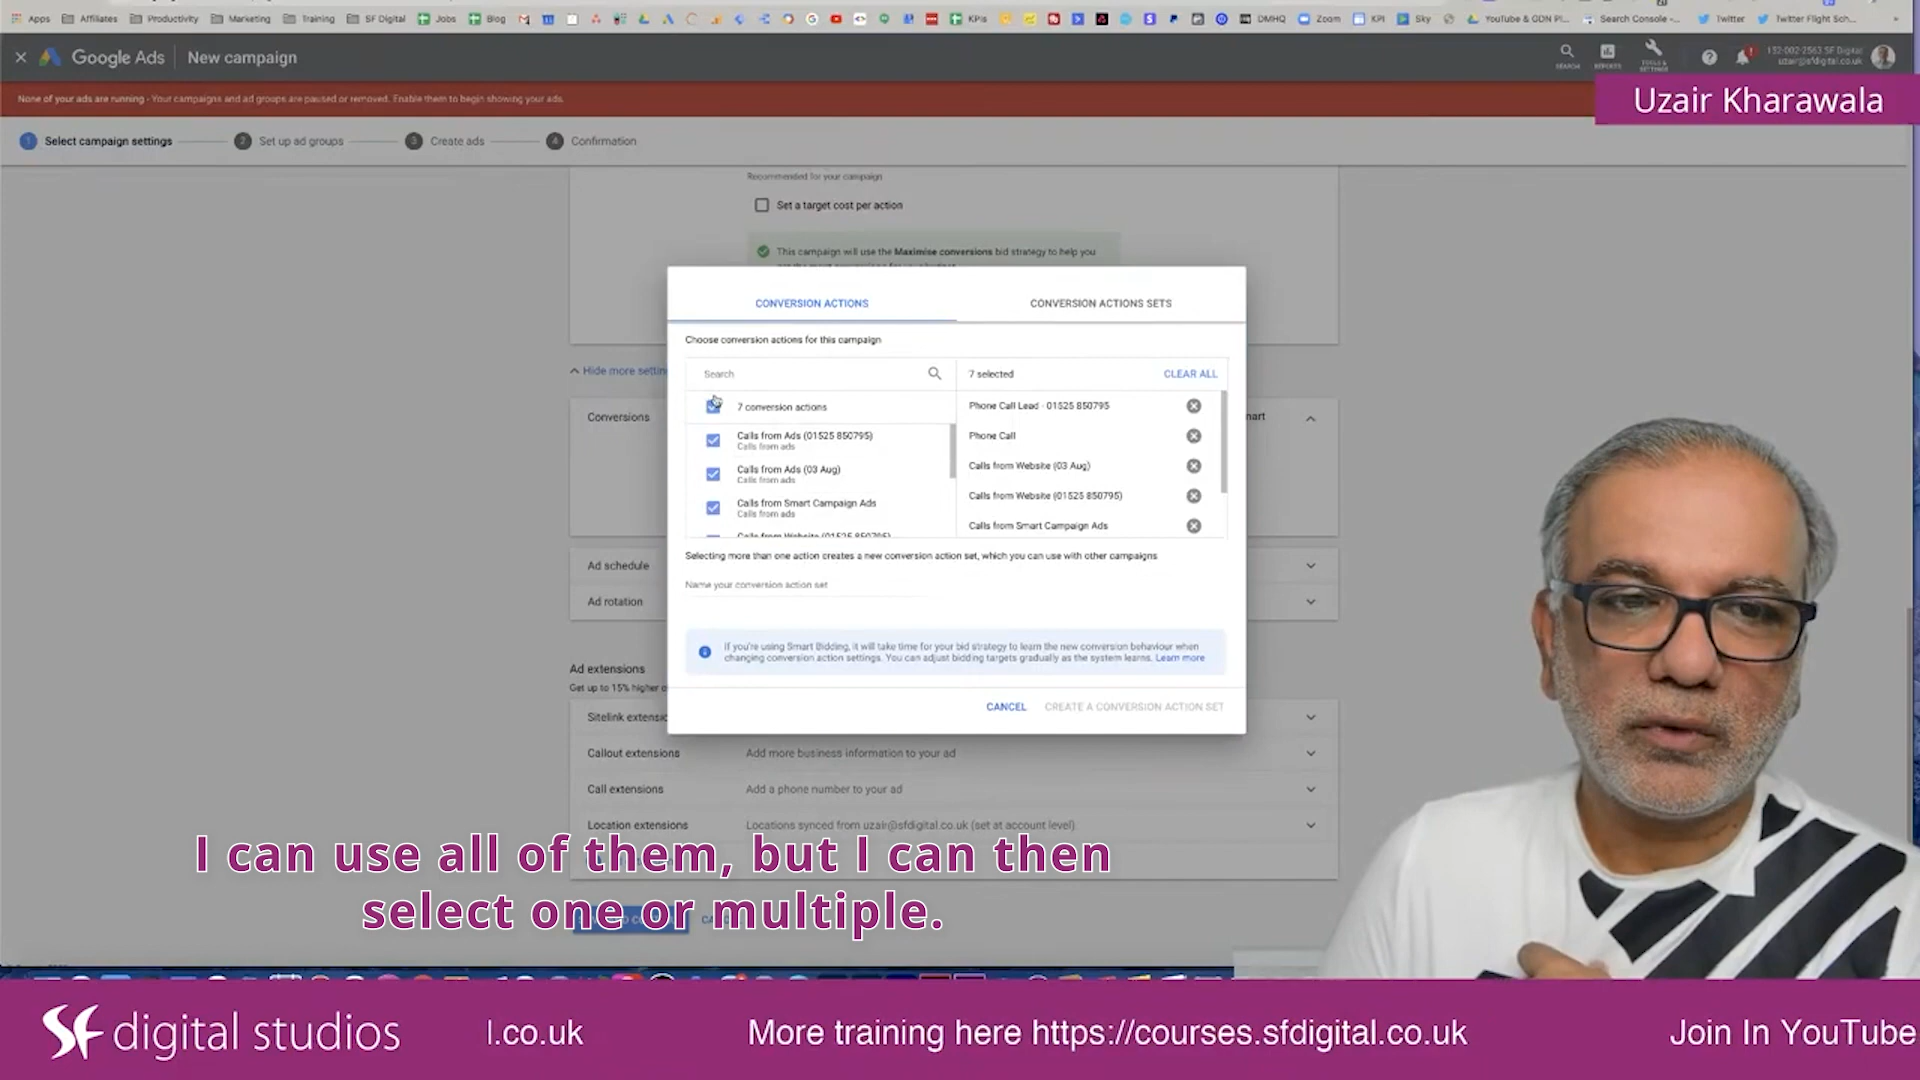 Apps Affiliates Productivity Marketing Training SF Digital Jobs Blog KPIs DMHQ Zoom KPI Sky YouTube & GDN Pl... Search Console -... Twitter Twitter Flight Sch...
Google Ads New campaign
SEARCH REPORTS TOOLS & SETTINGS
152-002-2563 SF Digital
uzair@sfdigital.co.uk
None of your ads are running - Your campaigns and ad groups are paused or removed. Enable them to begin showing your ads.
Uzair Kharawala
1 Select campaign settings 2 Set up ad groups 3 Create ads 4 Confirmation
Recommended for your campaign
Set a target cost per action
This campaign will use the Maximise conversions bid strategy to help you
CONVERSION ACTIONS CONVERSION ACTIONS SETS
Choose conversion actions for this campaign
Hide more settin
Search 7 selected CLEAR ALL
7 conversion actions Phone Call Lead - 01525 850795
Conversions
Calls from Ads (01525 850795) Phone Call
Calls from ads
Calls from Ads (03 Aug) Calls from Website (03 Aug)
Calls from ads
Calls from Smart Campaign Ads Calls from Website (01525 850795)
Calls from ads
Calls from Website (01525 850795) Calls from Smart Campaign Ads
Selecting more than one action creates a new conversion action set, which you can use with other campaigns
Ad schedule
Name your conversion action set
Ad rotation
If you're using Smart Bidding, it will take time for your bid strategy to learn the new conversion behaviour when
changing conversion action settings. You can adjust bidding targets gradually as the system learns. Learn more
Ad extensions
Get up to 15% higher
CANCEL CREATE A CONVERSION ACTION SET
Sitelink extensio
Callout extensions Add more business information to your ad
Call extensions Add a phone number to your ad
Location extensions Locations synced from uzair@sfdigital.co.uk (set at account level)
I can use all of them, but I can then
select one or multiple.
SF digital studios l.co.uk More training here https://courses.sfdigital.co.uk Join In YouTube